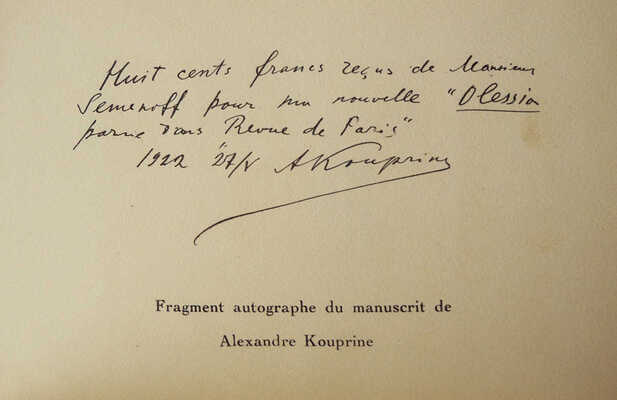 Huit cents francs reçus de Monsieur
Semenoff pour ma nouvelle "Olessia
parue dans Revue de Paris"
1922 27/V AKouprine
Fragment autographe du manuscrit de
Alexandre Kouprine